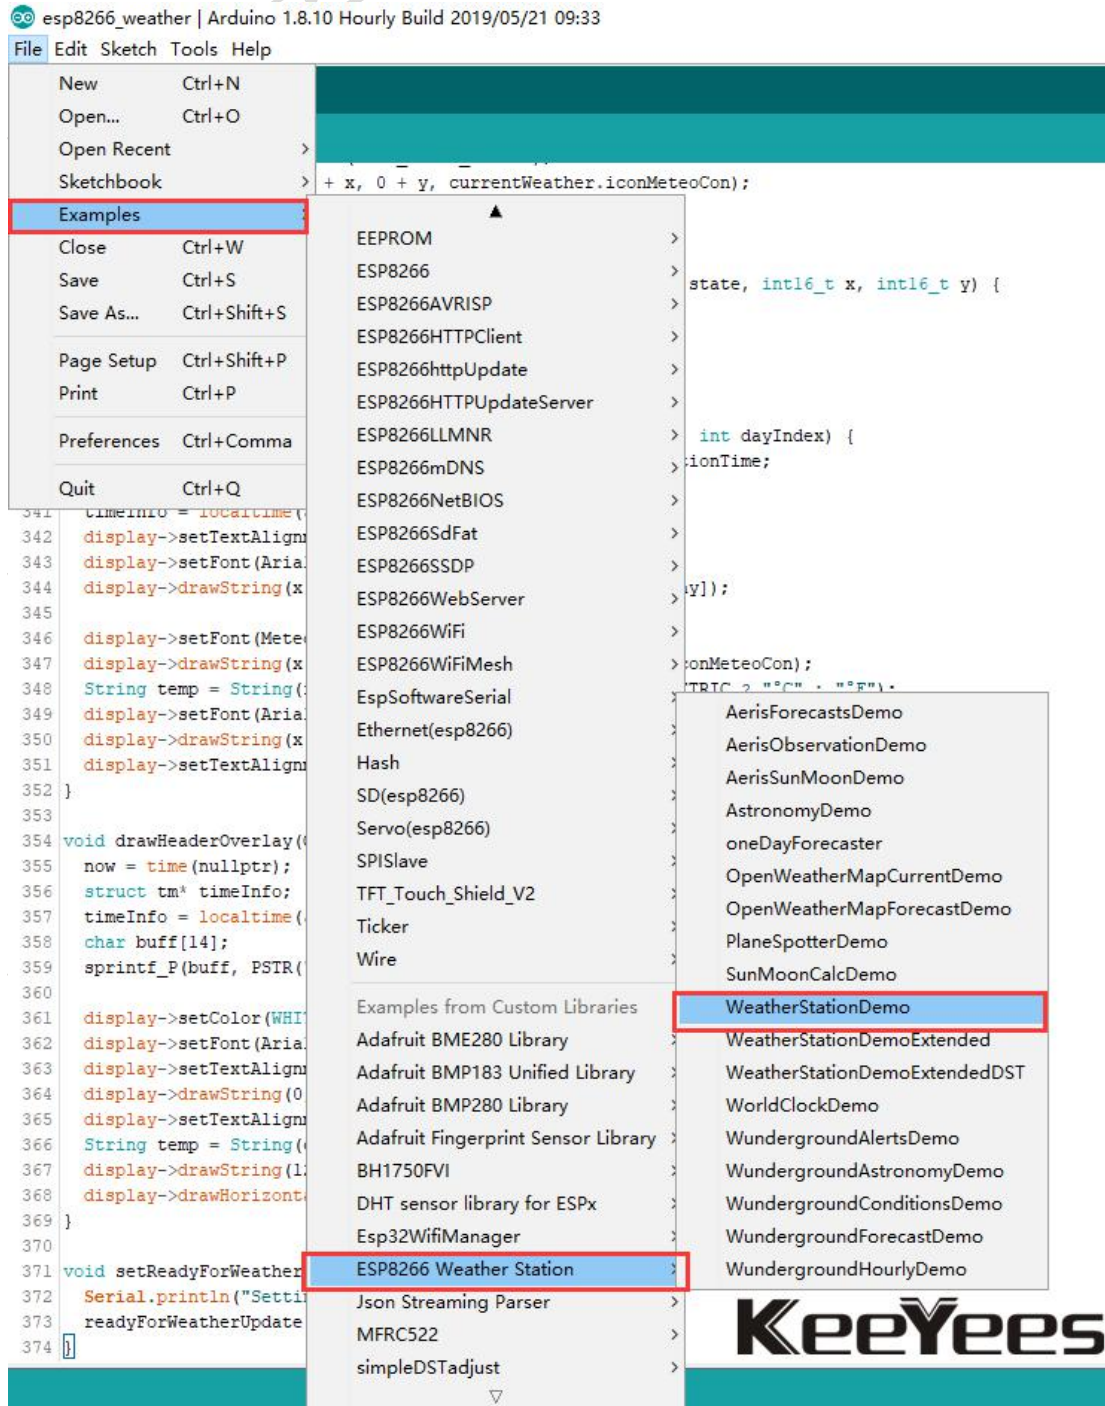 esp8266_weather | Arduino 1.8.10 Hourly Build 2019/05/21 09:33
File Edit Sketch Tools Help
New Ctrl+N
Open... Ctrl+O
Open Recent
Sketchbook
Examples
Close Ctrl+W
Save Ctrl+S
Save As... Ctrl+Shift+S
Page Setup Ctrl+Shift+P
Print Ctrl+P
Preferences Ctrl+Comma
Quit Ctrl+Q
EEPROM
ESP8266
ESP8266AVRISP
ESP8266HTTPClient
ESP8266httpUpdate
ESP8266HTTPUpdateServer
ESP8266LLMNR
ESP8266mDNS
ESP8266NetBIOS
ESP8266SdFat
ESP8266SSDP
ESP8266WebServer
ESP8266WiFi
ESP8266WiFiMesh
EspSoftwareSerial
Ethernet(esp8266)
Hash
SD(esp8266)
Servo(esp8266)
SPISlave
TFT_Touch_Shield_V2
Ticker
Wire
Examples from Custom Libraries
Adafruit BME280 Library
Adafruit BMP183 Unified Library
Adafruit BMP280 Library
Adafruit Fingerprint Sensor Library
BH1750FVI
DHT sensor library for ESPx
Esp32WifiManager
ESP8266 Weather Station
Json Streaming Parser
MFRC522
simpleDSTadjust
AerisForecastsDemo
AerisObservationDemo
AerisSunMoonDemo
AstronomyDemo
oneDayForecaster
OpenWeatherMapCurrentDemo
OpenWeatherMapForecastDemo
PlaneSpotterDemo
SunMoonCalcDemo
WeatherStationDemo
WeatherStationDemoExtended
WeatherStationDemoExtendedDST
WorldClockDemo
WundergroundAlertsDemo
WundergroundAstronomyDemo
WundergroundConditionsDemo
WundergroundForecastDemo
WundergroundHourlyDemo
+ x, 0 + y, currentWeather.iconMeteoCon);
state, int16_t x, int16_t y) {
int dayIndex) {
tionTime;
y]);
conMeteoCon);
TRIC ? "°C" : "°F");
341 timeInfo = localtime(
342 display->setTextAlign
343 display->setFont(Aria
344 display->drawString(x
345
346 display->setFont(Mete
347 display->drawString(x
348 String temp = String(
349 display->setFont(Aria
350 display->drawString(x
351 display->setTextAlign
352 }
353
354 void drawHeaderOverlay(
355 now = time(nullptr);
356 struct tm* timeInfo;
357 timeInfo = localtime(
358 char buff[14];
359 sprintf_P(buff, PSTR(
360
361 display->setColor(WHI
362 display->setFont(Aria
363 display->setTextAlign
364 display->drawString(0
365 display->setTextAlign
366 String temp = String(
367 display->drawString(1
368 display->drawHorizont
369 }
370
371 void setReadyForWeather
372 Serial.println("Setti
373 readyForWeatherUpdate
374 }
KeeYees